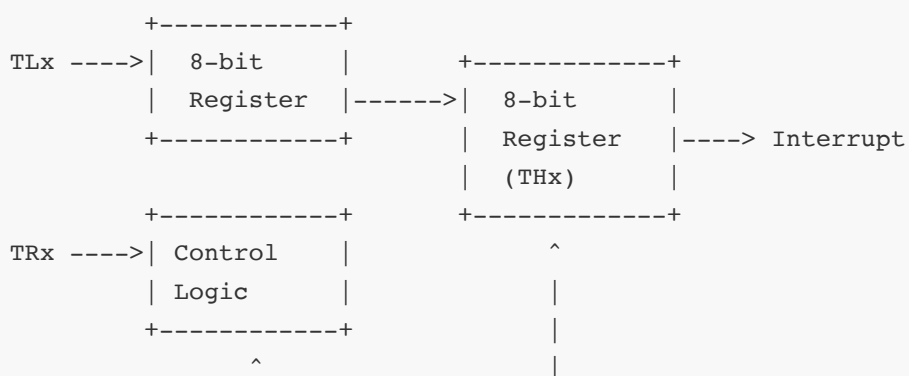 +------------+
TLx ---->|  8-bit     |        +-------------+
         |  Register  |------->|  8-bit      |
         +------------+        |  Register   |----> Interrupt
                               |  (THx)      |
         +------------+        +-------------+
TRx ---->| Control    |              ^
         | Logic      |              |
         +------------+              |
               ^                     |